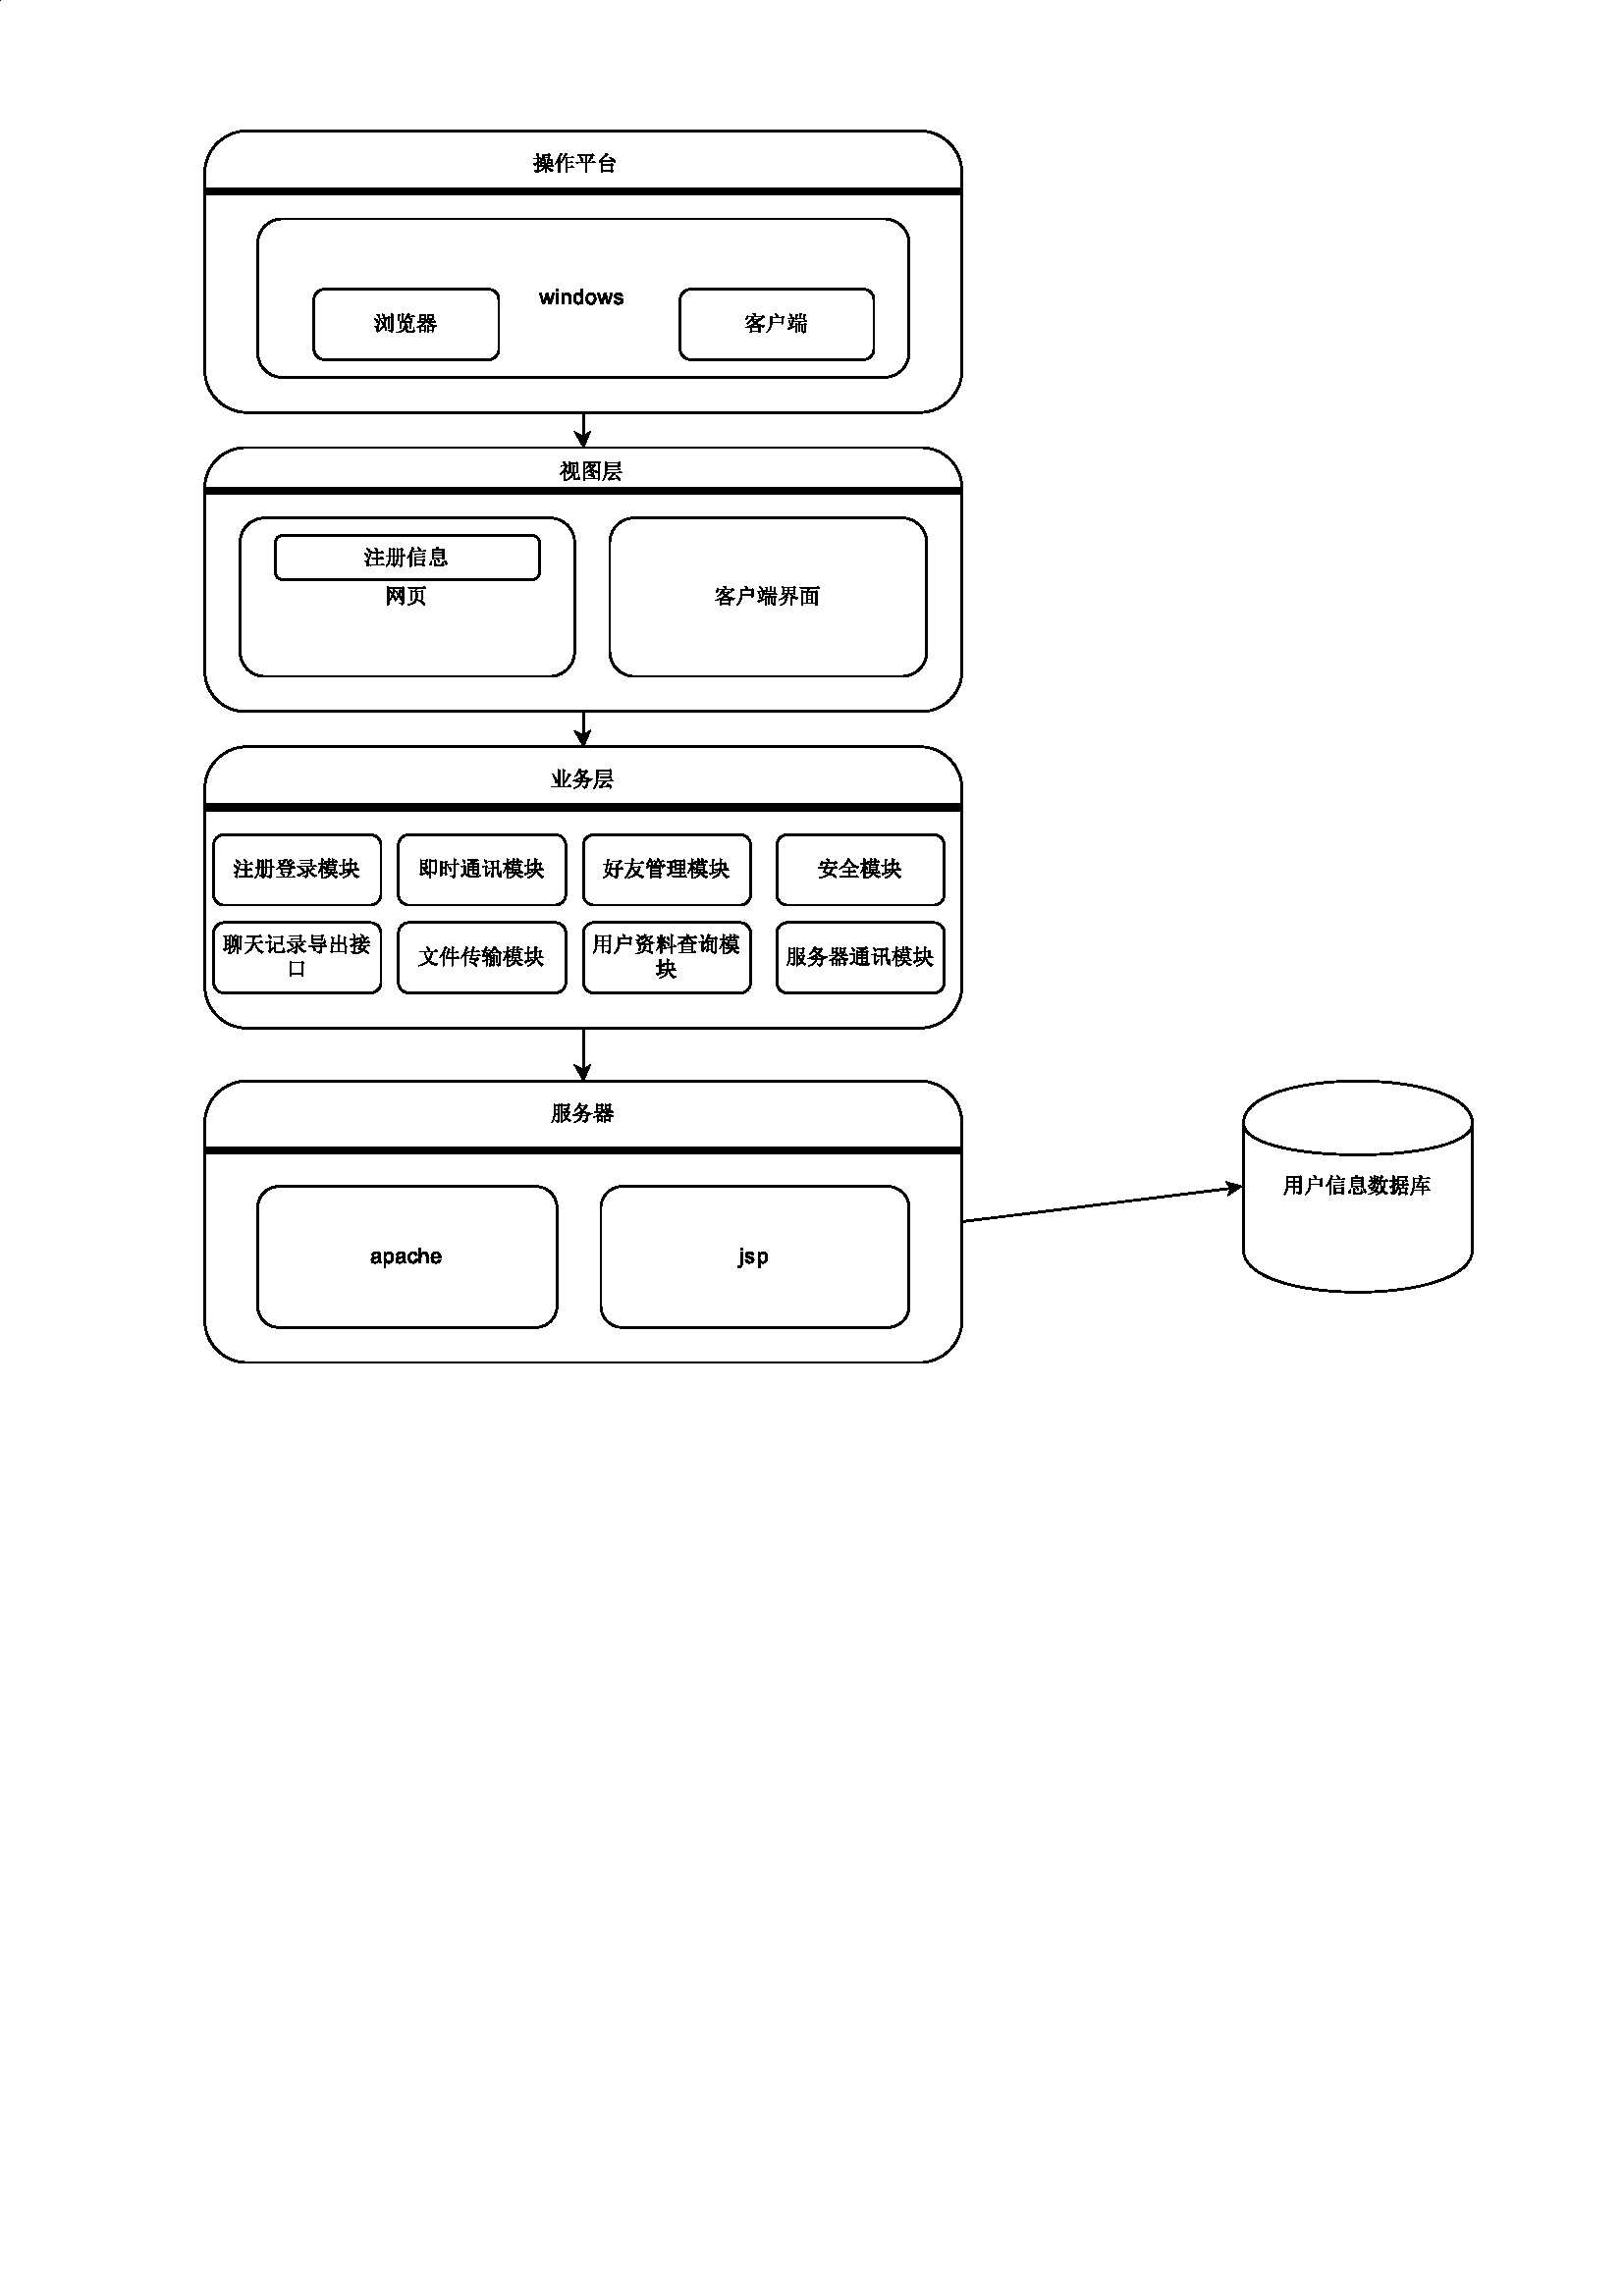 操作平台
windows
浏览器
客户端
视图层
注册信息
网页
客户端界面
业务层
注册登录模块
即时通讯模块
好友管理模块
安全模块
聊天记录导出接
口
文件传输模块
用户资料查询模
块
服务器通讯模块
服务器
apache
jsp
用户信息数据库